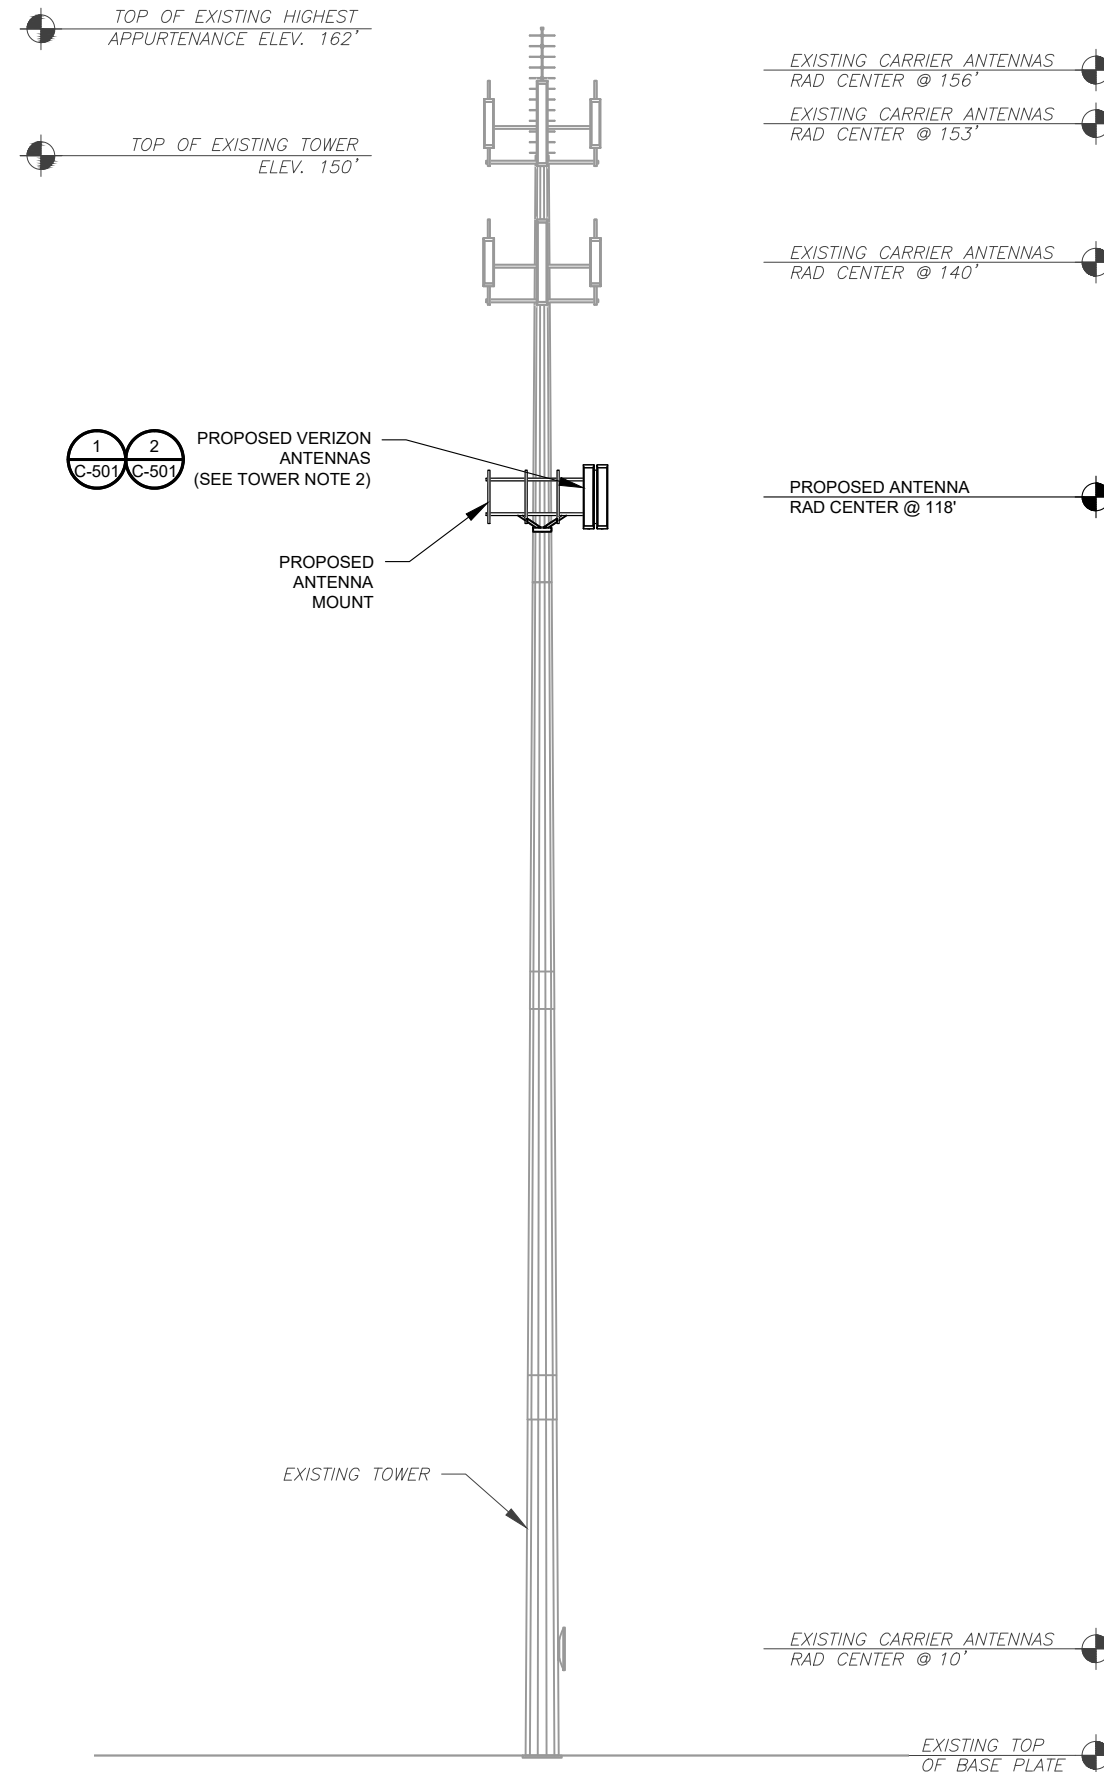 TOP OF EXISTING HIGHEST
APPURTENANCE ELEV. 162'
EXISTING CARRIER ANTENNAS
RAD CENTER @ 156'
EXISTING CARRIER ANTENNAS
RAD CENTER @ 153'
TOP OF EXISTING TOWER
ELEV. 150'
EXISTING CARRIER ANTENNAS
RAD CENTER @ 140'
1
C-501
2
C-501
PROPOSED VERIZON
ANTENNAS
(SEE TOWER NOTE 2)
PROPOSED ANTENNA
RAD CENTER @ 118'
PROPOSED
ANTENNA
MOUNT
EXISTING TOWER
EXISTING CARRIER ANTENNAS
RAD CENTER @ 10'
EXISTING TOP
OF BASE PLATE